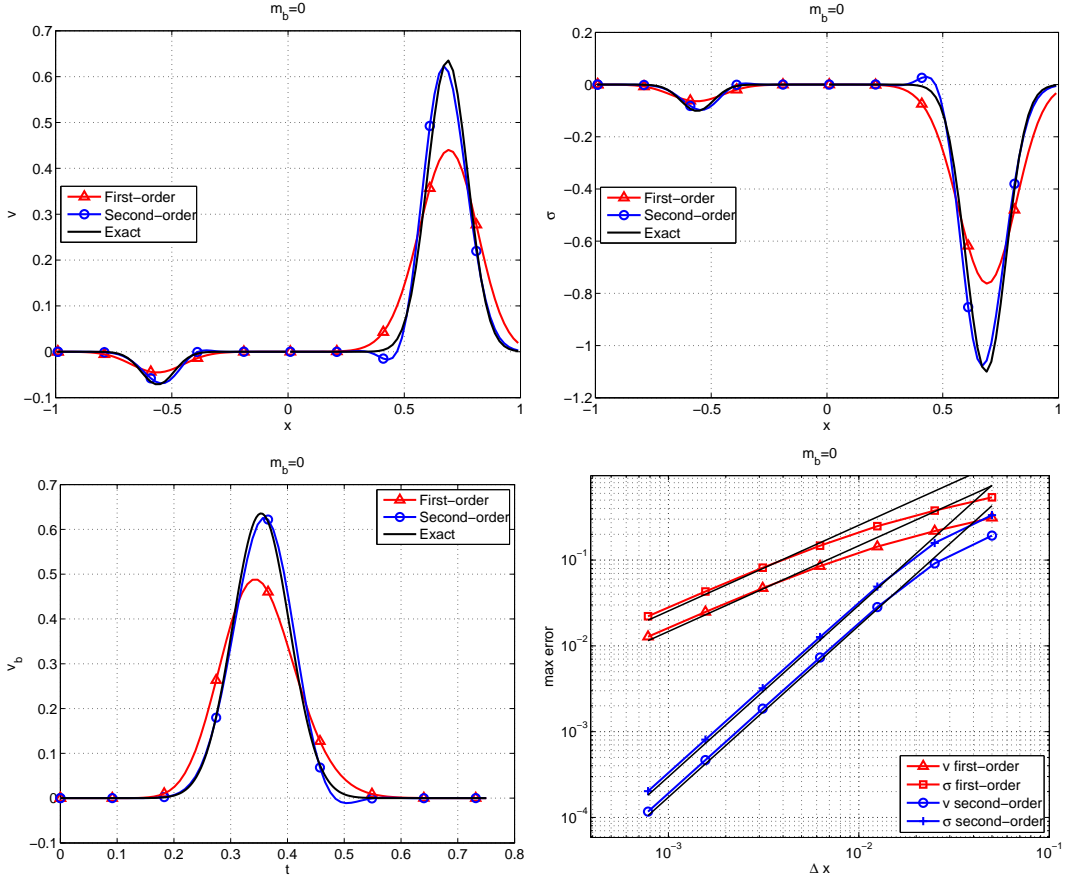 m_b=0
0.7
0.6
0.5
0.4
0.3
0.2
0.1
0
−0.1
v
−1
−0.5
0
0.5
1
x
First−order
Second−order
Exact
m_b=0
0.2
0
−0.2
−0.4
−0.6
−0.8
−1
−1.2
σ
−1
−0.5
0
0.5
1
x
First−order
Second−order
Exact
m_b=0
0.7
0.6
0.5
0.4
0.3
0.2
0.1
0
−0.1
v_b
0
0.1
0.2
0.3
0.4
0.5
0.6
0.7
0.8
t
First−order
Second−order
Exact
m_b=0
10^−1
10^−2
10^−3
10^−4
max error
10^−3
10^−2
10^−1
Δ x
v first−order
σ first−order
v second−order
σ second−order